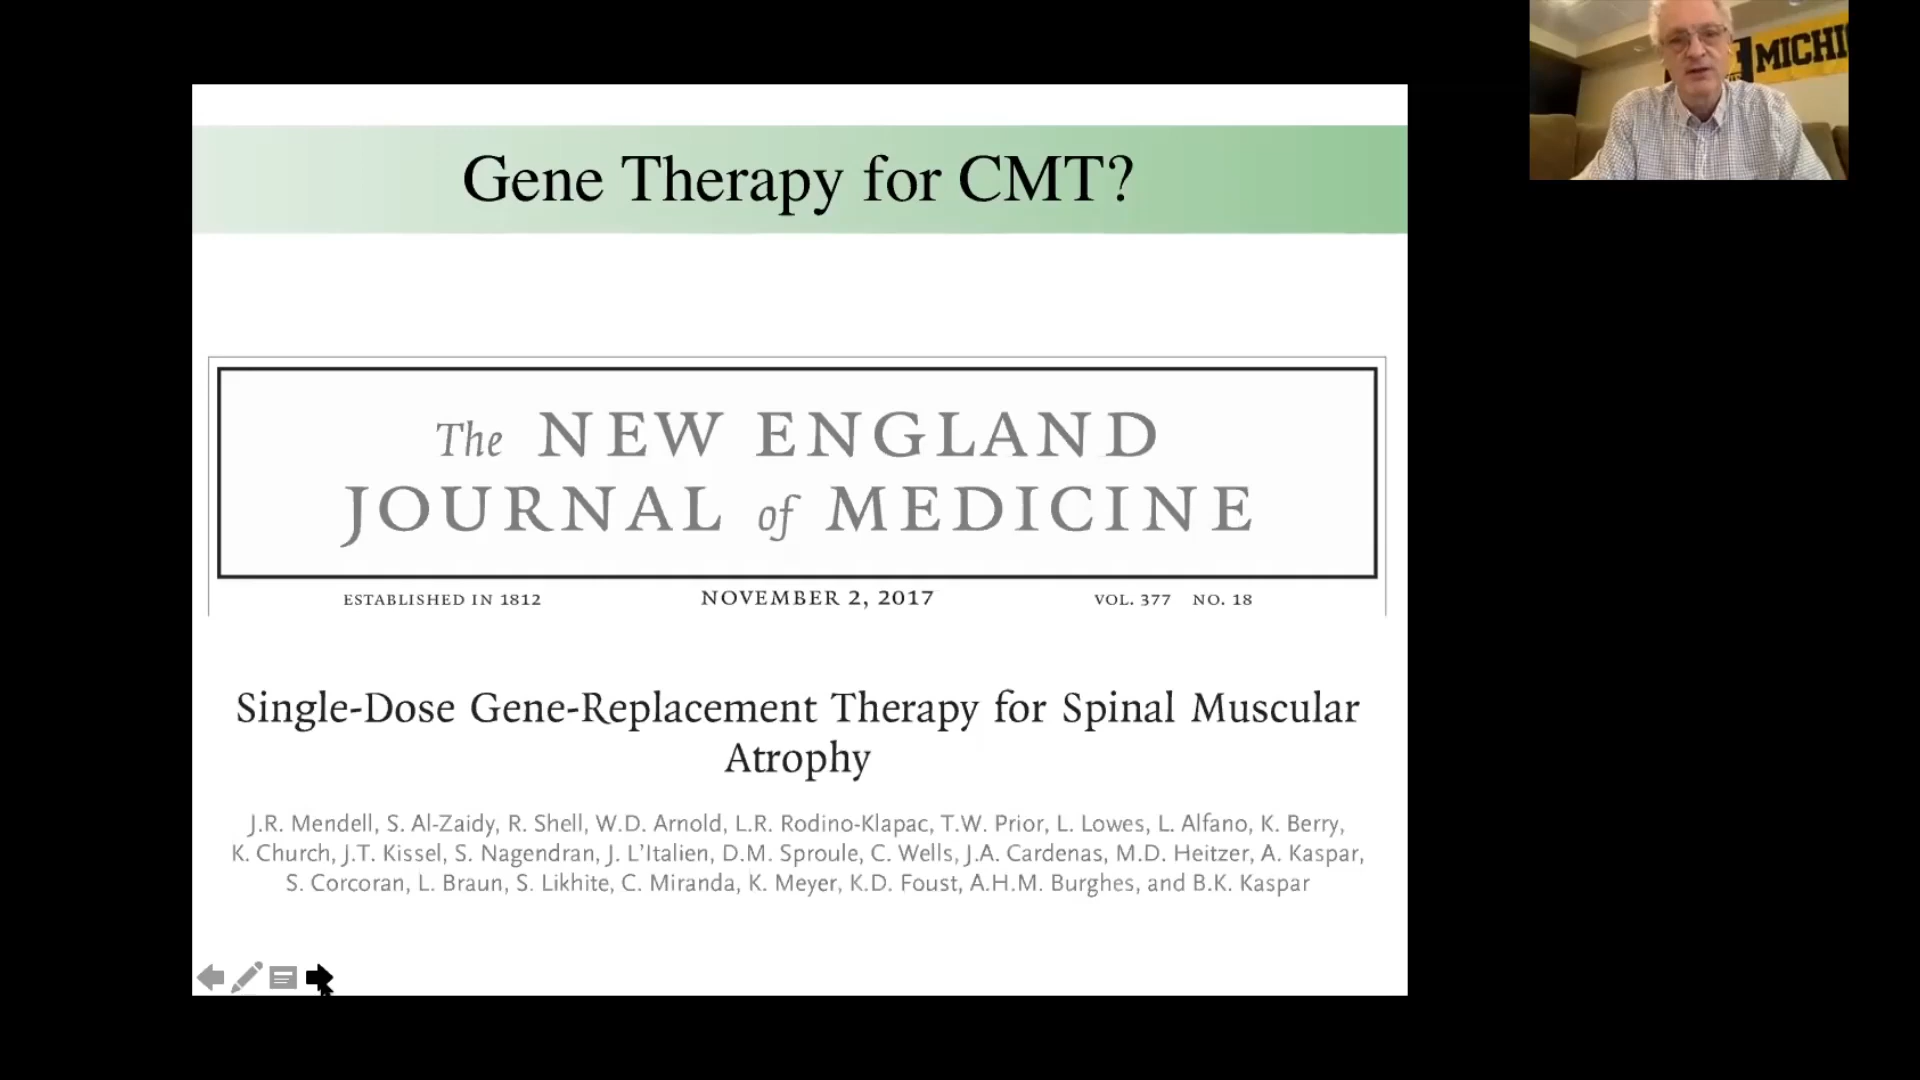 Gene Therapy for CMT?
MICHI
The NEW ENGLAND
JOURNAL of MEDICINE
ESTABLISHED IN 1812 NOVEMBER 2, 2017 VOL. 377 NO. 18
Single-Dose Gene-Replacement Therapy for Spinal Muscular
Atrophy
J.R. Mendell, S. Al-Zaidy, R. Shell, W.D. Arnold, L.R. Rodino-Klapac, T.W. Prior, L. Lowes, L. Alfano, K. Berry,
K. Church, J.T. Kissel, S. Nagendran, J. L'Italien, D.M. Sproule, C. Wells, J.A. Cardenas, M.D. Heitzer, A. Kaspar,
S. Corcoran, L. Braun, S. Likhite, C. Miranda, K. Meyer, K.D. Foust, A.H.M. Burghes, and B.K. Kaspar